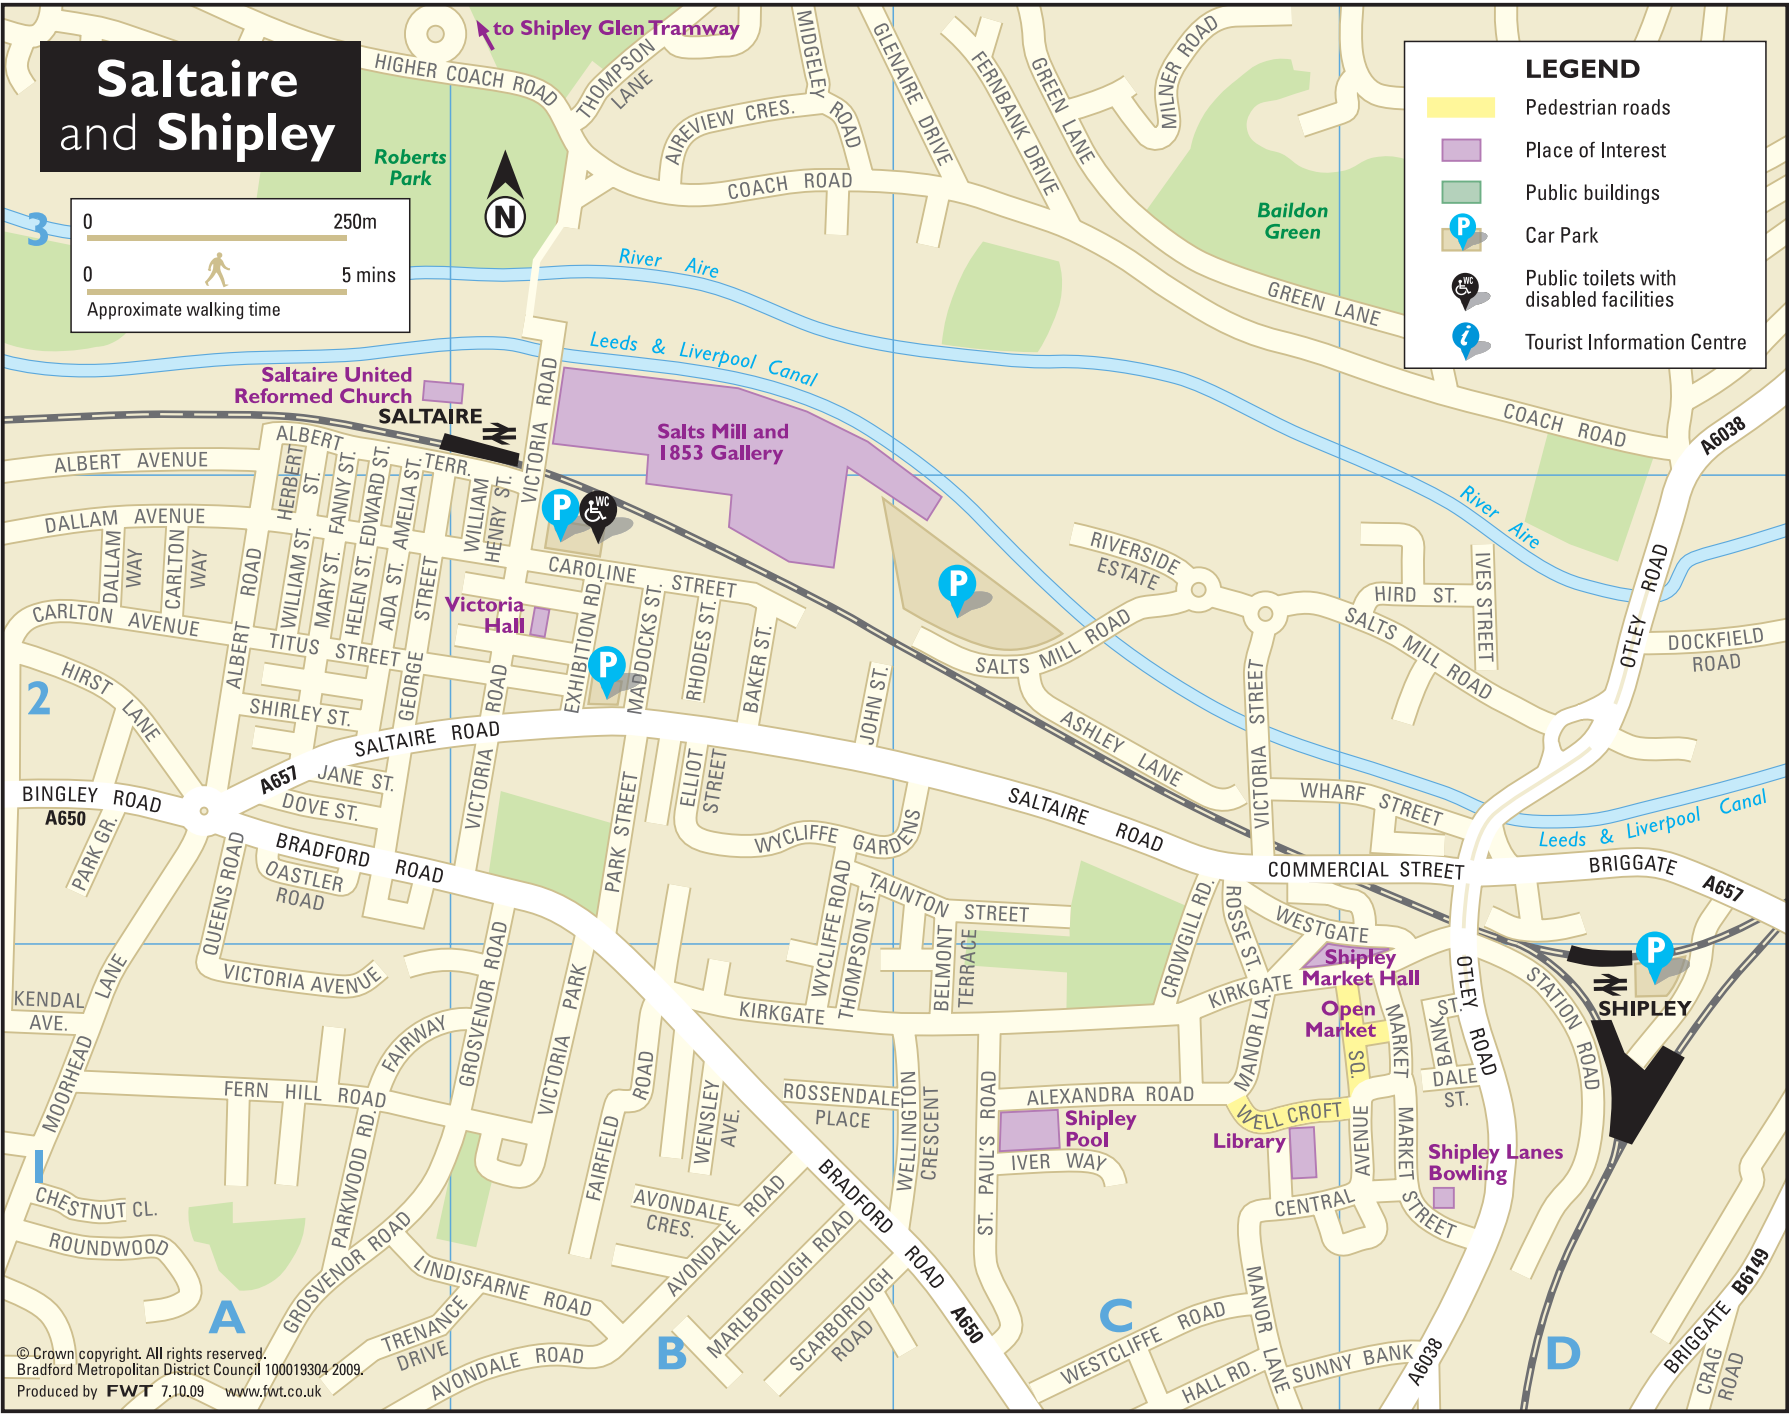 Saltaire
and Shipley
to Shipley Glen Tramway
HIGHER COACH ROAD
THOMPSON
LANE
MIDGELEY ROAD
GLENAIRE DRIVE
FERNBANK DRIVE
GREEN LANE
MILNER ROAD
AIREVIEW CRES.
COACH ROAD
Roberts
Park
N
Baildon
Green
GREEN LANE
COACH ROAD
LEGEND
Pedestrian roads
Place of Interest
Public buildings
P
Car Park
WC
Public toilets with
disabled facilities
i
Tourist Information Centre
3
0 250m
0 5 mins
Approximate walking time
River Aire
Leeds & Liverpool Canal
Saltaire United
Reformed Church
SALTAIRE
VICTORIA ROAD
Salts Mill and
1853 Gallery
A6038
River Aire
ALBERT AVENUE
ALBERT
TERR.
HERBERT
ST.
FANNY ST.
EDWARD ST.
AMELIA ST.
WILLIAM
HENRY ST.
DALLAM AVENUE
DALLAM
WAY
CARLTON
WAY
ALBERT ROAD
WILLIAM ST.
MARY ST.
HELEN ST.
ADA ST.
GEORGE STREET
P
WC
CAROLINE STREET
P
RIVERSIDE
ESTATE
HIRD ST.
IVES STREET
OTLEY ROAD
DOCKFIELD
ROAD
CARLTON AVENUE
TITUS STREET
Victoria
Hall
EXHIBITION RD.
MADDOCKS ST.
RHODES ST.
BAKER ST.
JOHN ST.
P
SALTS MILL ROAD
SALTS MILL ROAD
VICTORIA STREET
ASHLEY LANE
2
HIRST LANE
SHIRLEY ST.
SALTAIRE ROAD
A657
JANE ST.
DOVE ST.
VICTORIA ROAD
BINGLEY ROAD
A650
PARK GR.
BRADFORD ROAD
OASTLER
ROAD
QUEENS ROAD
PARK STREET
ELLIOT
STREET
WYCLIFFE GARDENS
SALTAIRE ROAD
WHARF STREET
Leeds & Liverpool Canal
COMMERCIAL STREET
BRIGGATE
A657
WYCLIFFE ROAD
THOMPSON ST.
TAUNTON STREET
BELMONT
TERRACE
CROWGILL RD.
ROSSE ST.
WESTGATE
Shipley
Market Hall
KIRKGATE
KIRKGATE
Open
Market
MARKET
SQ.
BANK
ST.
DALE
ST.
OTLEY ROAD
STATION ROAD
P
SHIPLEY
VICTORIA AVENUE
GROSVENOR ROAD
VICTORIA PARK
KENDAL
AVE.
MOORHEAD LANE
FAIRWAY
FERN HILL ROAD
PARKWOOD RD.
FAIRFIELD ROAD
WENSLEY
AVE.
ROSSENDALE
PLACE
WELLINGTON
CRESCENT
ST. PAUL'S ROAD
ALEXANDRA ROAD
MANOR LA.
WELL CROFT
Shipley
Pool
IVER WAY
Library
AVENUE
CENTRAL
MARKET STREET
Shipley Lanes
Bowling
1
CHESTNUT CL.
ROUNDWOOD
GROSVENOR ROAD
LINDISFARNE ROAD
TRENANCE
DRIVE
AVONDALE
CRES.
AVONDALE ROAD
AVONDALE ROAD
MARLBOROUGH ROAD
SCARBOROUGH
ROAD
BRADFORD ROAD
A650
WESTCLIFFE ROAD
MANOR LANE
HALL RD.
SUNNY BANK
A6038
BRIGGATE B6149
CRAG
ROAD
A
B
C
D
© Crown copyright. All rights reserved.
Bradford Metropolitan District Council 100019304 2009.
Produced by FWT 7.10.09 www.fwt.co.uk